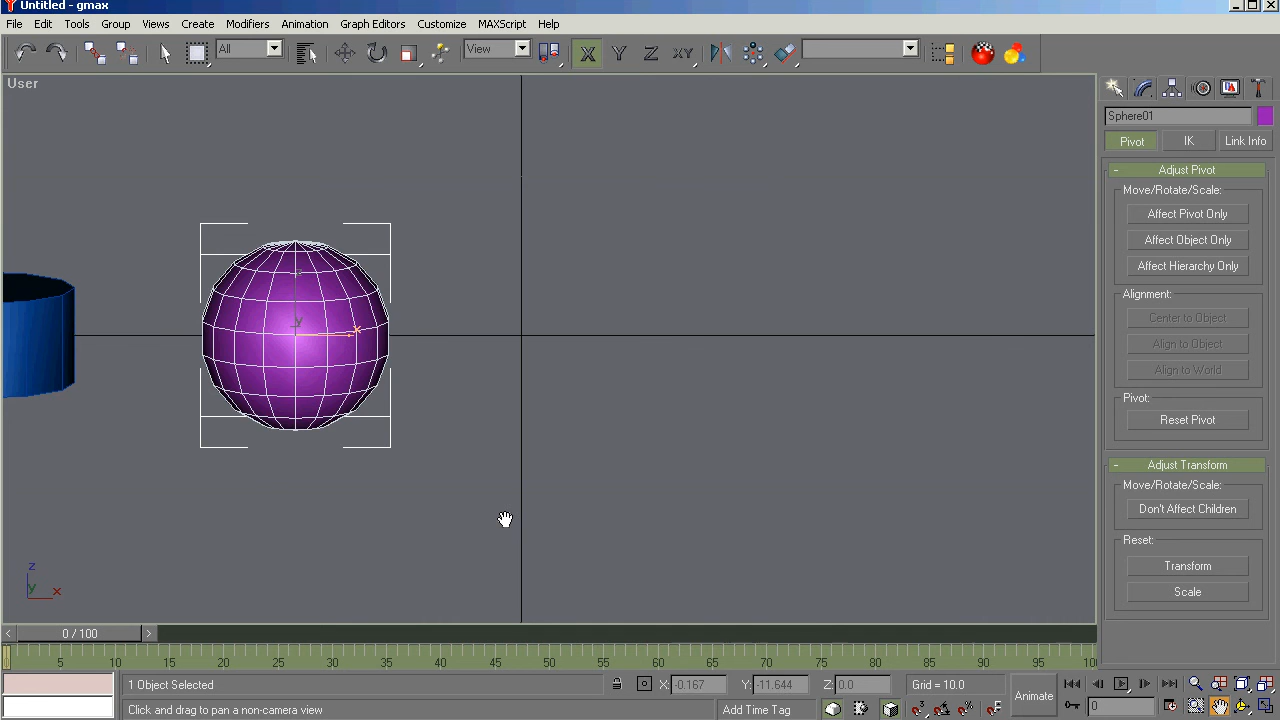 Untitled - gmax
File Edit Tools Group Views Create Modifiers Animation Graph Editors Customize MAXScript Help
All View X Y Z XY
User
Sphere01
Pivot IK Link Info
- Adjust Pivot
Move/Rotate/Scale:
Affect Pivot Only
Affect Object Only
Affect Hierarchy Only
Alignment:
Center to Object
Align to Object
Align to World
Pivot:
Reset Pivot
- Adjust Transform
Move/Rotate/Scale:
Don't Affect Children
Reset:
Transform
Scale
z
y x
z
y x
< 0 / 100 >
5 10 15 20 25 30 35 40 45 50 55 60 65 70 75 80 85 90 95 100
1 Object Selected X: -0.167 Y: -11.644 Z: 0.0 Grid = 10.0 Animate
Click and drag to pan a non-camera view Add Time Tag 0